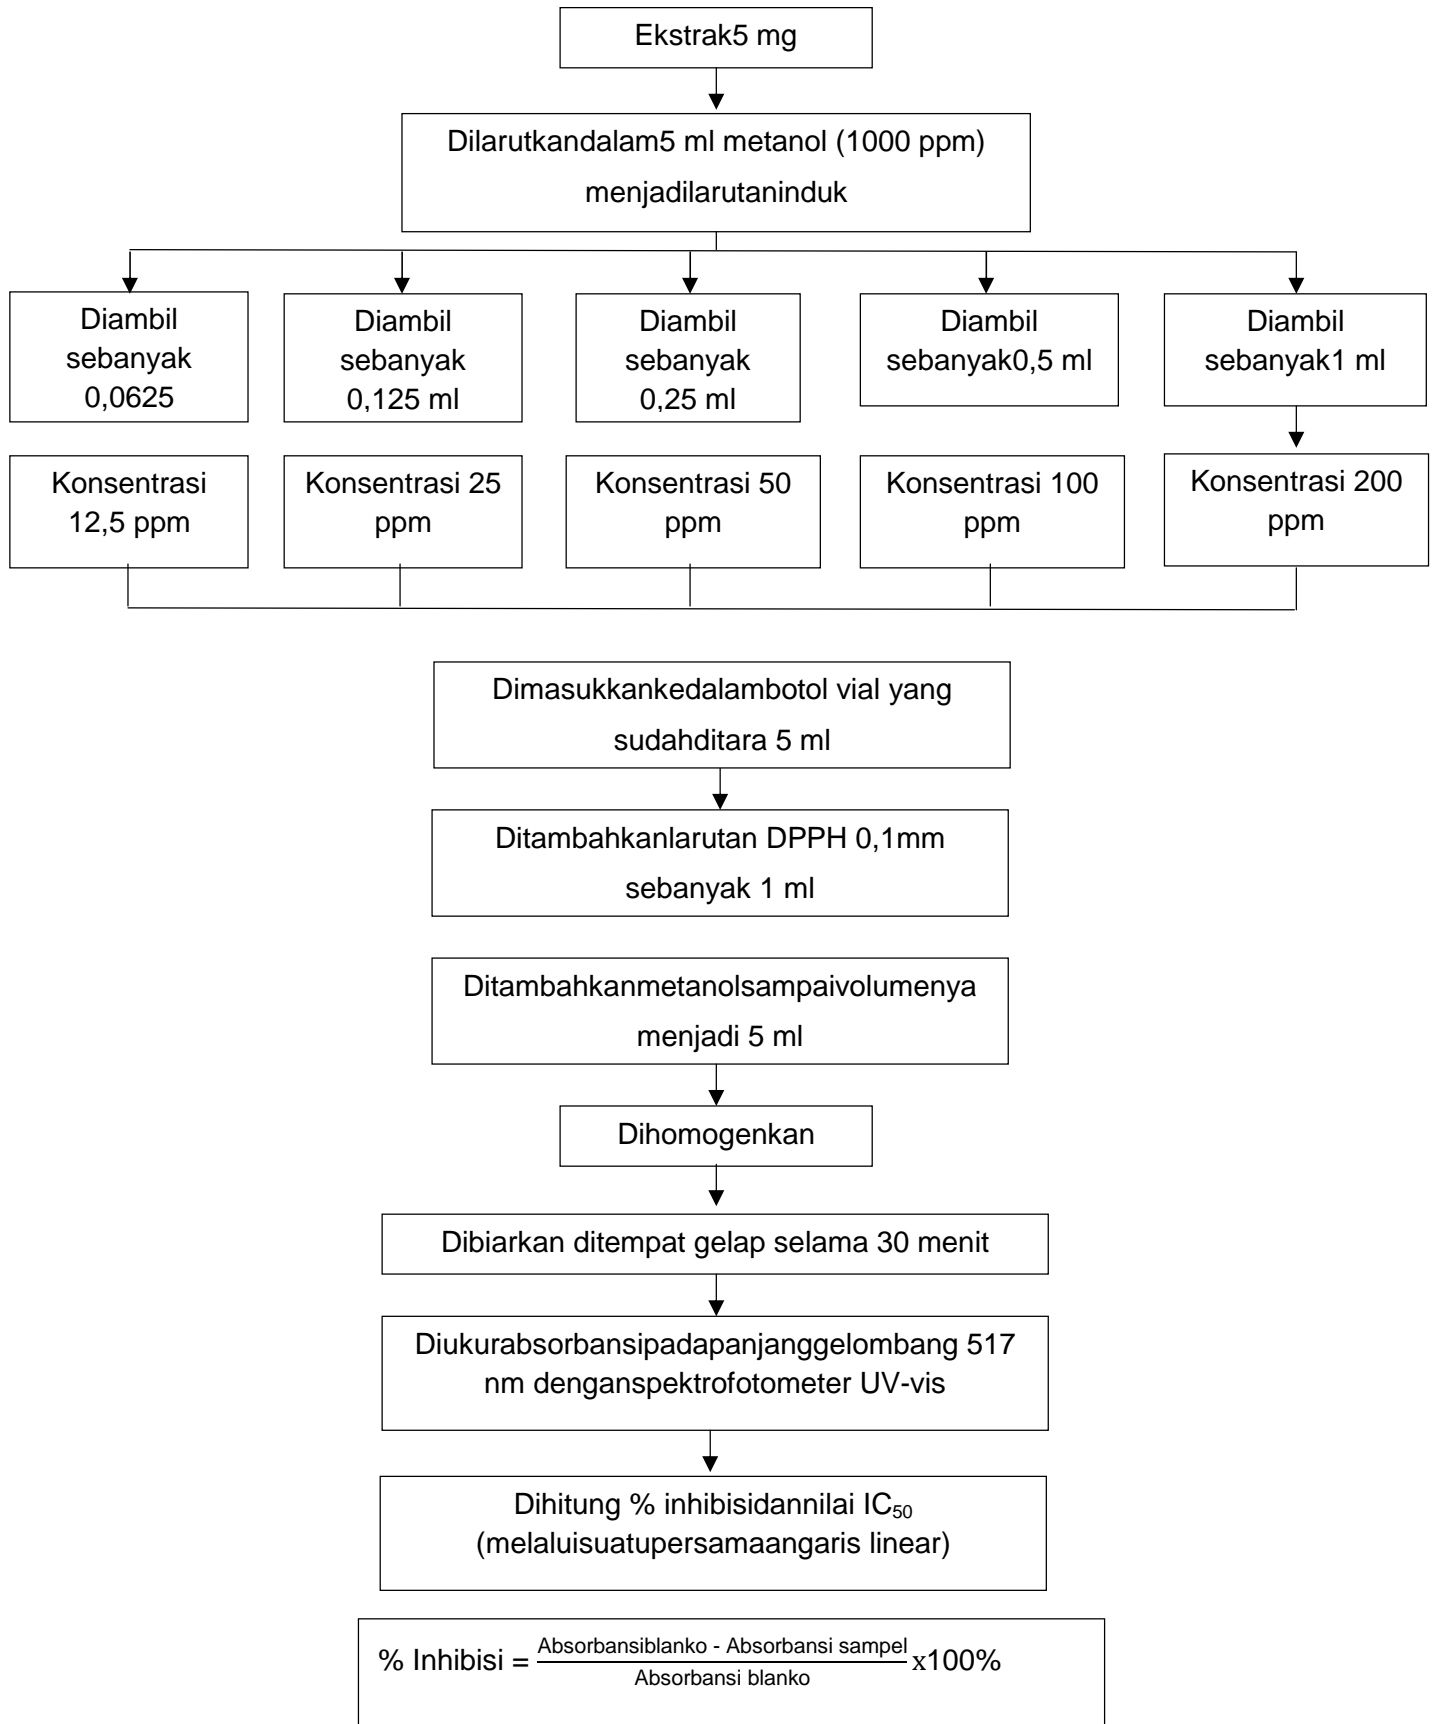 Ekstrak5 mg
Dilarutkandalam5 ml metanol (1000 ppm)
menjadilarutaninduk
Diambil
sebanyak
0,0625
Diambil
sebanyak
0,125 ml
Diambil
sebanyak
0,25 ml
Diambil
sebanyak0,5 ml
Diambil
sebanyak1 ml
Konsentrasi
12,5 ppm
Konsentrasi 25
ppm
Konsentrasi 50
ppm
Konsentrasi 100
ppm
Konsentrasi 200
ppm
Dimasukkankedalambotol vial yang
sudahditara 5 ml
Ditambahkanlarutan DPPH 0,1mm
sebanyak 1 ml
Ditambahkanmetanolsampaivolumenya
menjadi 5 ml
Dihomogenkan
Dibiarkan ditempat gelap selama 30 menit
Diukurabsorbansipadapanjanggelombang 517
nm denganspektrofotometer UV-vis
Dihitung % inhibisidannilai IC₅₀
(melaluisuatupersamaangaris linear)
% Inhibisi = Absorbansiblanko - Absorbansi sampel / Absorbansi blanko x100%